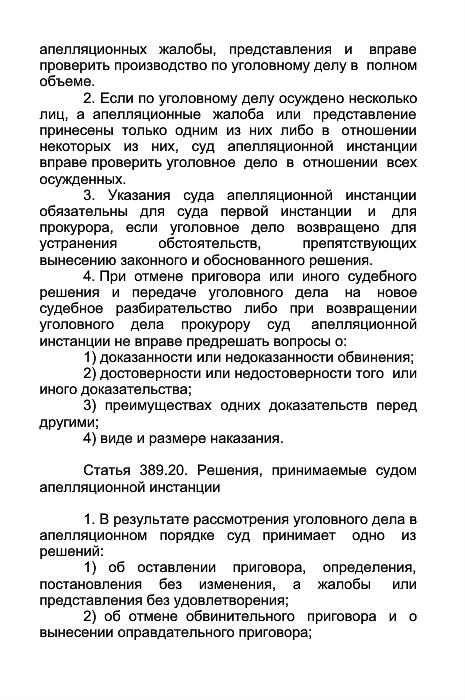 апелляционных жалобы, представления и вправе
проверить производство по уголовному делу в полном
объеме.
2. Если по уголовному делу осуждено несколько
лиц, а апелляционные жалоба или представление
принесены только одним из них либо в отношении
некоторых из них, суд апелляционной инстанции
вправе проверить уголовное дело в отношении всех
осужденных.
3. Указания суда апелляционной инстанции
обязательны для суда первой инстанции и для
прокурора, если уголовное дело возвращено для
устранения обстоятельств, препятствующих
вынесению законного и обоснованного решения.
4. При отмене приговора или иного судебного
решения и передаче уголовного дела на новое
судебное разбирательство либо при возвращении
уголовного дела прокурору суд апелляционной
инстанции не вправе предрешать вопросы о:
1) доказанности или недоказанности обвинения;
2) достоверности или недостоверности того или
иного доказательства;
3) преимуществах одних доказательств перед
другими;
4) виде и размере наказания.
Статья 389.20. Решения, принимаемые судом
апелляционной инстанции
1. В результате рассмотрения уголовного дела в
апелляционном порядке суд принимает одно из
решений:
1) об оставлении приговора, определения,
постановления без изменения, а жалобы или
представления без удовлетворения;
2) об отмене обвинительного приговора и о
вынесении оправдательного приговора;